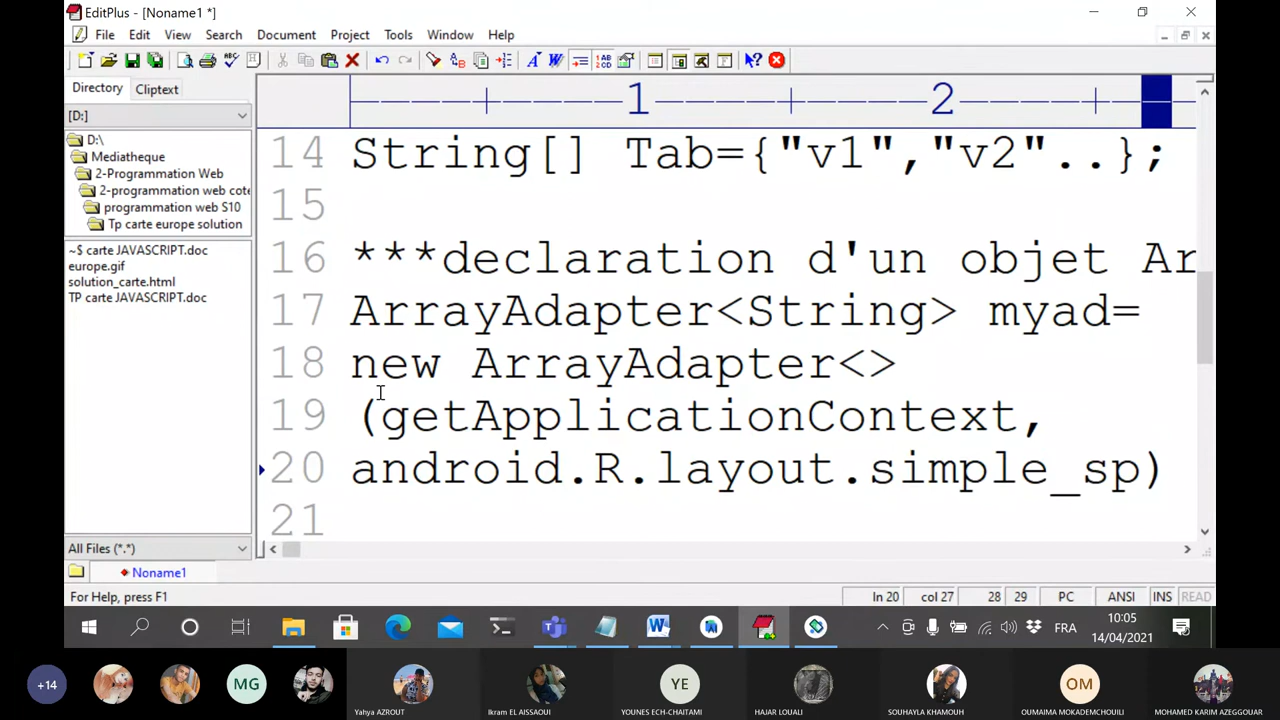 EditPlus - [Noname1 *]
File Edit View Search Document Project Tools Window Help
Directory Cliptext
[D:]
D:\
Mediatheque
2-Programmation Web
2-programmation web cote
programmation web S10
Tp carte europe solution
~$ carte JAVASCRIPT.doc
europe.gif
solution_carte.html
TP carte JAVASCRIPT.doc
All Files (*.*)
Noname1
1 2
14 String[] Tab={"v1","v2"..};
15
16 ***declaration d'un objet Ar
17 ArrayAdapter<String> myad=
18 new ArrayAdapter<>
19 (getApplicationContext,
20 android.R.layout.simple_sp)
21
For Help, press F1
ln 20 col 27 28 29 PC ANSI INS READ
FRA
10:05
14/04/2021
+14
MG
YE
OM
Yahya AZROUT
Ikram EL AISSAOUI
YOUNES ECH-CHAITAMI
HAJAR LOUALI
SOUHAYLA KHAMOUH
OUMAIMA MOKADEMCHOUILI
MOHAMED KARIM AZEGGOUAR